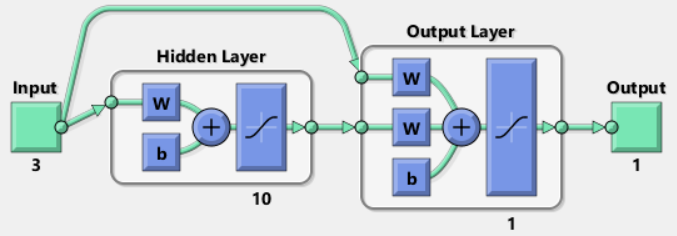 Input
3
Hidden Layer
W
b
+
10
Output Layer
W
W
b
+
1
Output
1